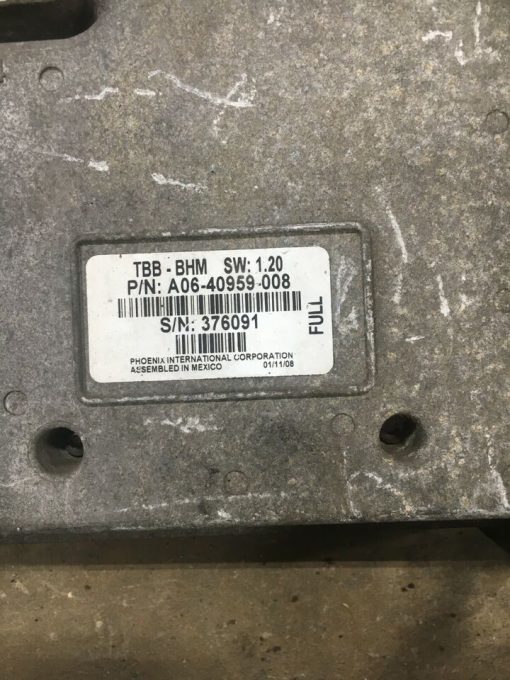 TBB - BHM SW: 1.20
P/N: A06-40959-008
S/N: 376091
FULL
PHOENIX INTERNATIONAL CORPORATION
ASSEMBLED IN MEXICO 01/11/08